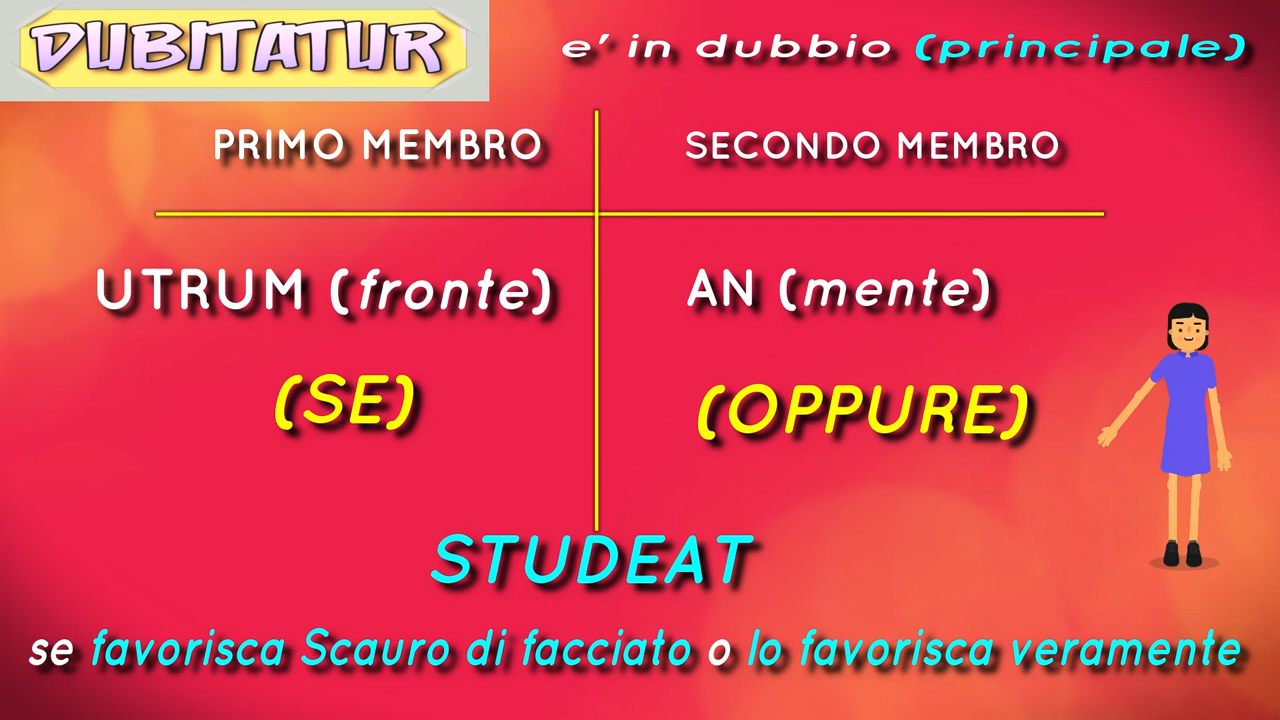 DUBITATUR
e' in dubbio (principale)
PRIMO MEMBRO
SECONDO MEMBRO
UTRUM (fronte)
AN (mente)
(SE)
(OPPURE)
STUDEAT
se favorisca Scauro di facciato o lo favorisca veramente